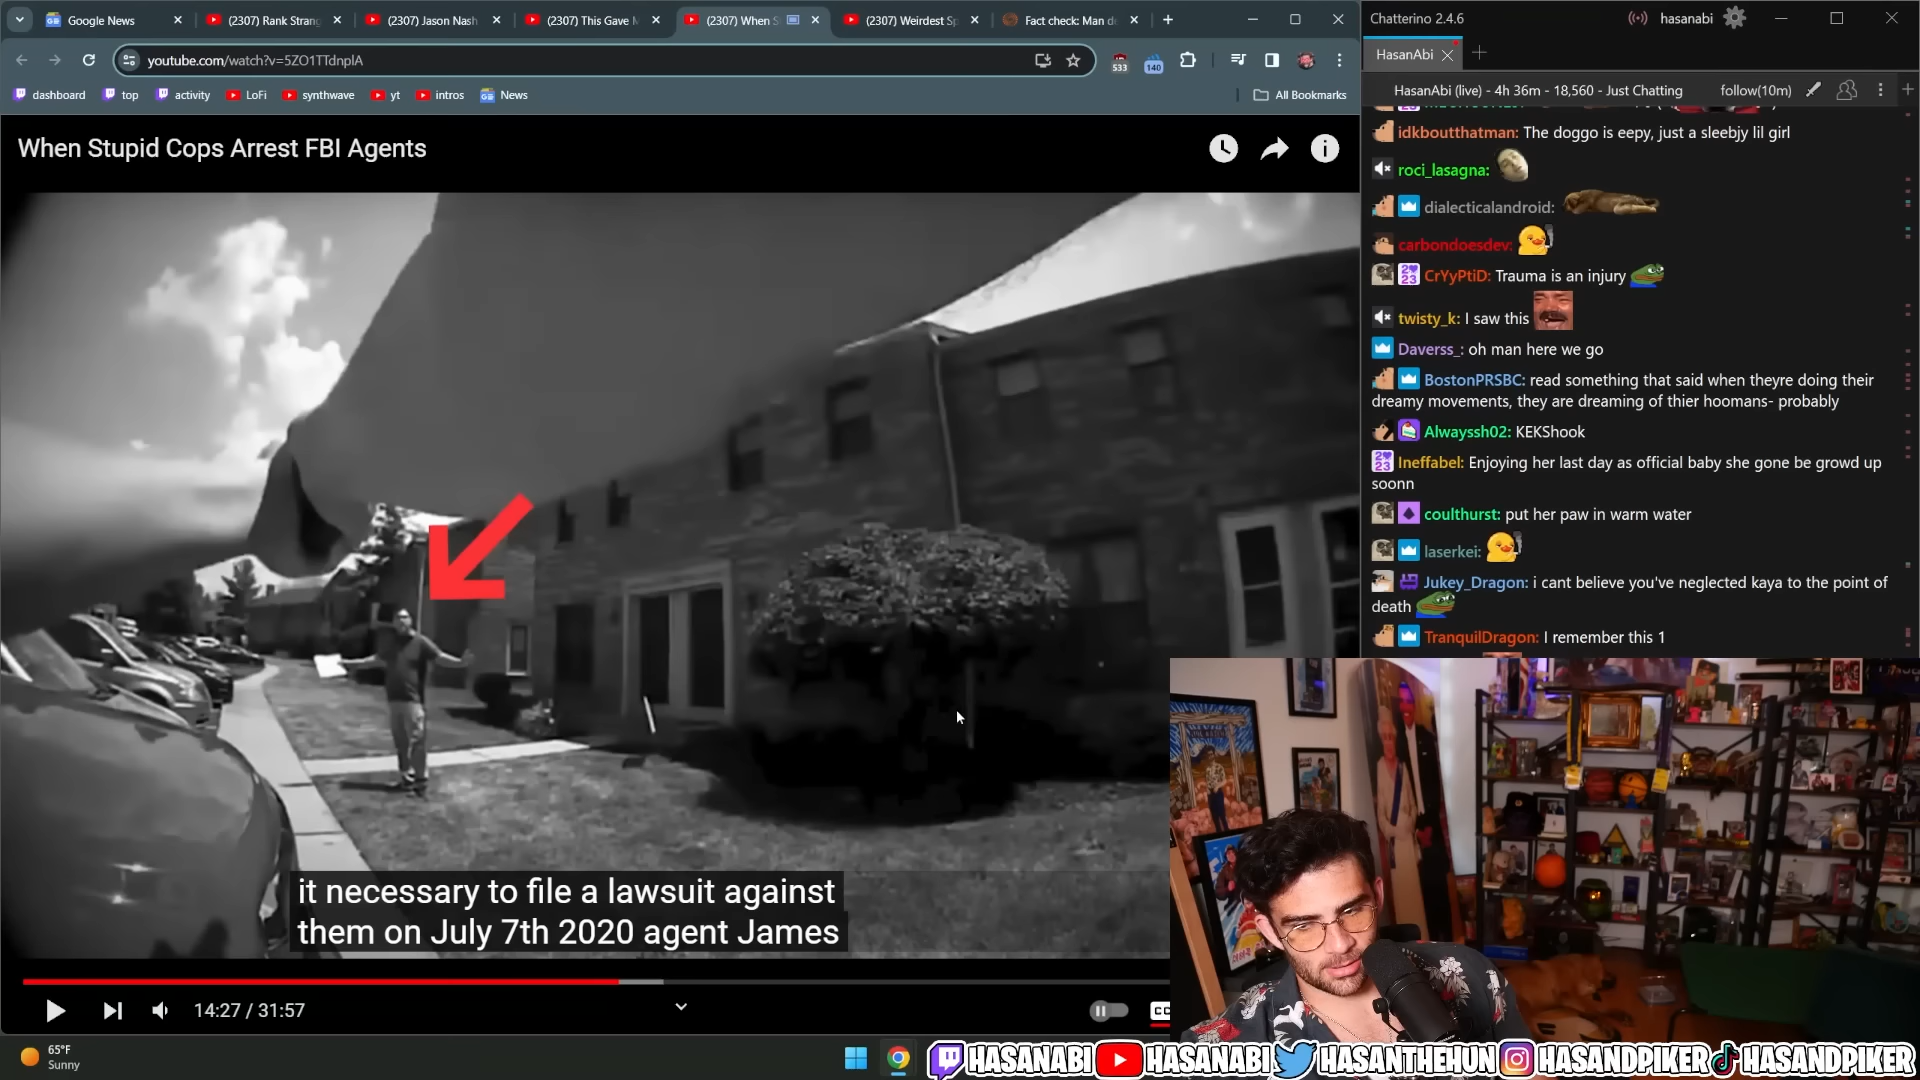 Google News
(2307) Rank Strang
(2307) Jason Nash
(2307) This Gave M
(2307) When S
(2307) Weirdest Sp
Fact check: Man d
youtube.com/watch?v=5ZO1TTdnplA
533
140
dashboard
top
activity
LoFi
synthwave
yt
intros
News
All Bookmarks
When Stupid Cops Arrest FBI Agents
it necessary to file a lawsuit against
them on July 7th 2020 agent James
14:27 / 31:57
Chatterino 2.4.6
hasanabi
HasanAbi
HasanAbi (live) - 4h 36m - 18,560 - Just Chatting
follow(10m)
idkboutthatman: The doggo is eepy, just a sleebjy lil girl
roci_lasagna:
dialecticalandroid:
carbondoesdev:
CrYyPtiD: Trauma is an injury
twisty_k: I saw this
Daverss_: oh man here we go
BostonPRSBC: read something that said when theyre doing their
dreamy movements, they are dreaming of thier hoomans- probably
Alwayssh02: KEKShook
Ineffabel: Enjoying her last day as official baby she gone be growd up
soonn
coulthurst: put her paw in warm water
laserkei:
Jukey_Dragon: i cant believe you've neglected kaya to the point of
death
TranquilDragon: I remember this 1
65°F
Sunny
HASANABI
HASANABI
HASANTHEHUN
HASANDPIKER
HASANDPIKER